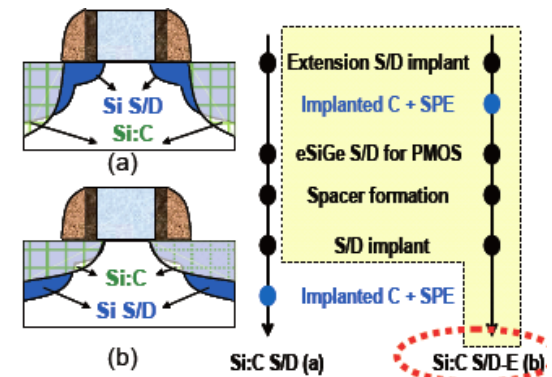 Si S/D
Si:C
(a)
Si:C
Si S/D
(b)
Extension S/D implant
Implanted C + SPE
eSiGe S/D for PMOS
Spacer formation
S/D implant
Implanted C + SPE
Si:C S/D (a)
Si:C S/D-E (b)